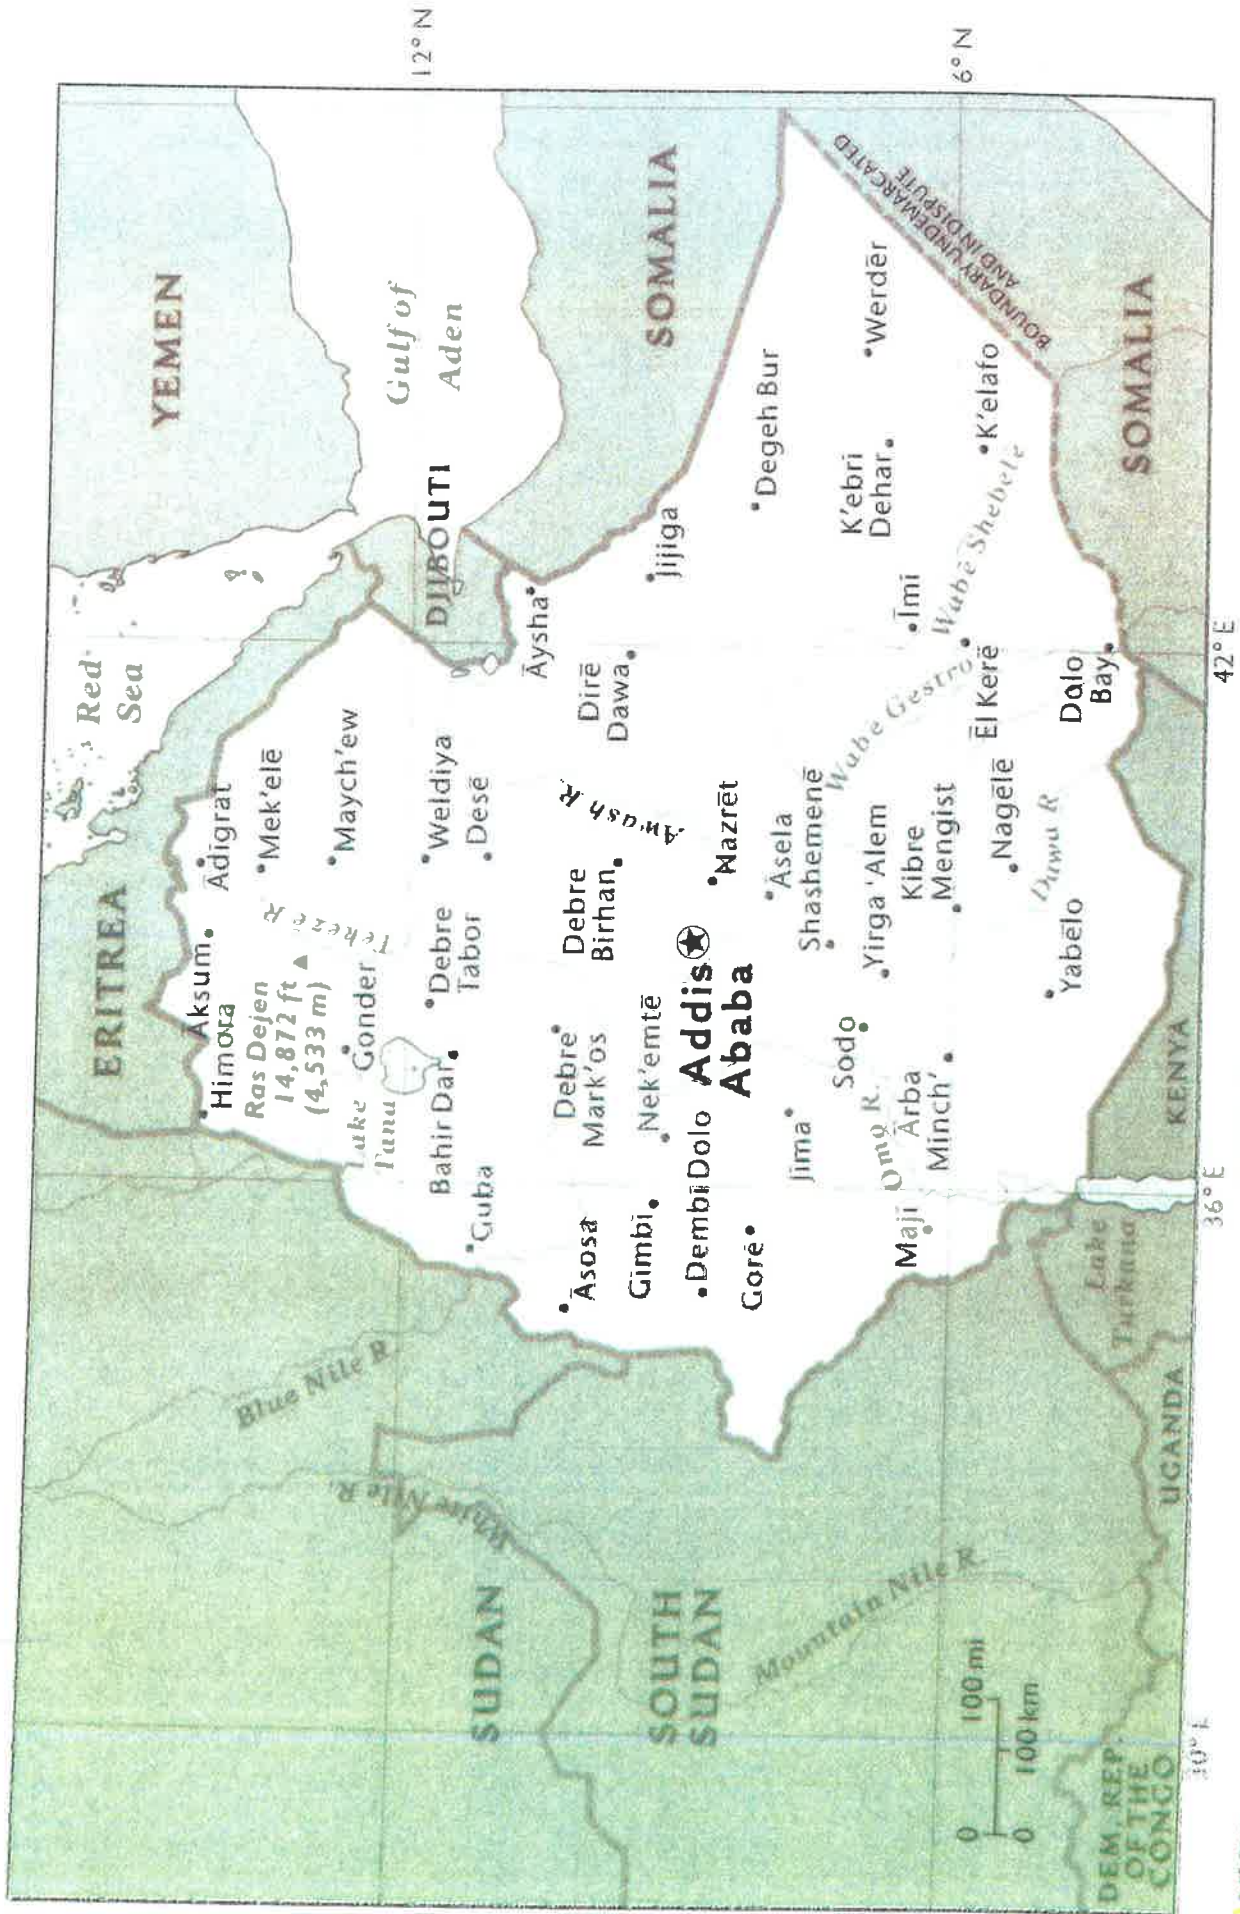 YEMEN
Red
Sea
ERITREA
Gulf of
Aden
12° N
DJIBOUTI
SOMALIA
Adigrat
Aksum
Himora
Mek'elē
Ras Dejen
14,872 ft
(4,533 m)
Tekezē R.
Maych'ew
Gonder
Lake
Tana
Weldiya
Debre
Tabor
Bahir Dar
Desē
Guba
Blue Nile R.
White Nile R.
SUDAN
Āysha
Dirē
Dawa
Awash R
Debre
Birhan
Debre
Mark'os
Āsosa
Nek'emtē
Gimbi
Jijiga
Nazrēt
Addis
Ababa
Dembi Dolo
Gorē
SOUTH
SUDAN
Degeh Bur
Āsela
Shashemenē
Jima
Werdēr
K'ebri
Dehar
Īmi
Wabē Shebelē
Wabe Gestro
Yirga 'Alem
Sodo
Omo R.
Kibre
Mengist
Ārba
Minch'
Maji
Mountain Nile R.
BOUNDARY UNDEMARCATED
AND IN DISPUTE
6° N
K'elafo
Ēl Kerē
Nagēlē
Dawa R
Yabēlo
Dolo
Bay
SOMALIA
KENYA
Lake
Turkana
UGANDA
0 100 mi
0 100 km
DEM. REP.
OF THE
CONGO
30° E
36° E
42° E